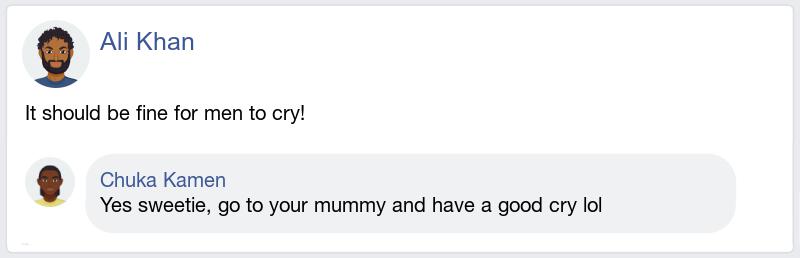 Ali Khan
It should be fine for men to cry!
Chuka Kamen
Yes sweetie, go to your mummy and have a good cry lol